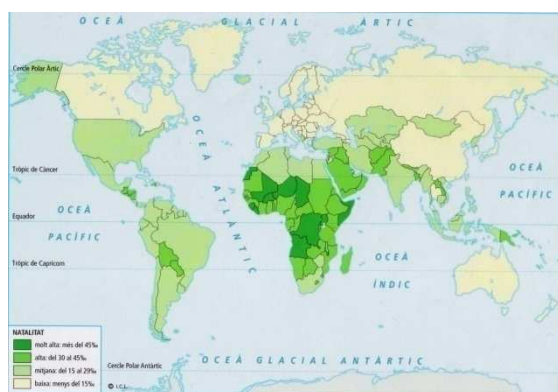 OCEÀ GLACIAL ÀRTIC
Cercle Polar Àrtic
OCEÀ ATLÀNTIC
Tròpic de Càncer
OCEÀ
PACÍFIC
OCEÀ
PACÍFIC
Equador
OCEÀ
ÍNDIC
Tròpic de Capricorn
NATALITAT
molt alta: més del 45‰
alta: del 30 al 45‰
mitjana: del 15 al 29‰
baixa: menys del 15‰
Cercle Polar Antàrtic
OCEÀ GLACIAL ANTÀRTIC
© I.C.L.